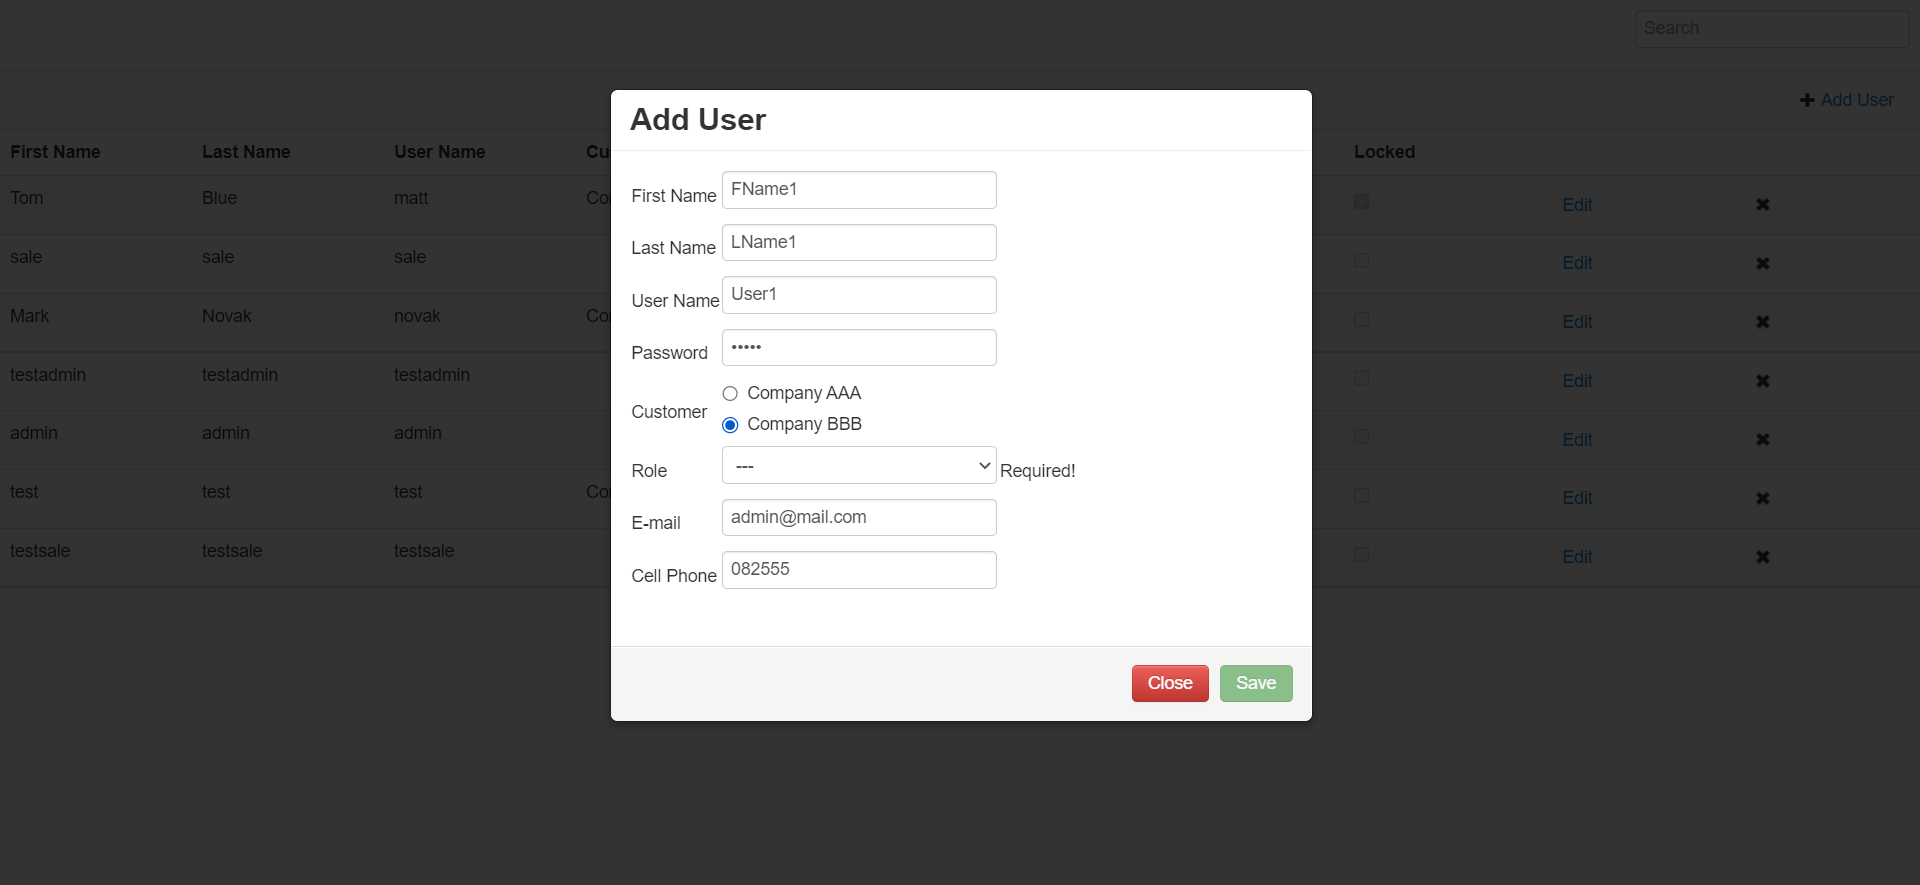 Search
Add User
First Name Last Name User Name Cu Locked
Tom Blue matt Co Edit
sale sale sale Edit
Mark Novak novak Co Edit
testadmin testadmin testadmin Edit
admin admin admin Edit
test test test Co Edit
testsale testsale testsale Edit
Add User
First Name FName1
Last Name LName1
User Name User1
Password •••••
Customer
Company AAA
Company BBB
Role --- Required!
E-mail admin@mail.com
Cell Phone 082555
Close Save